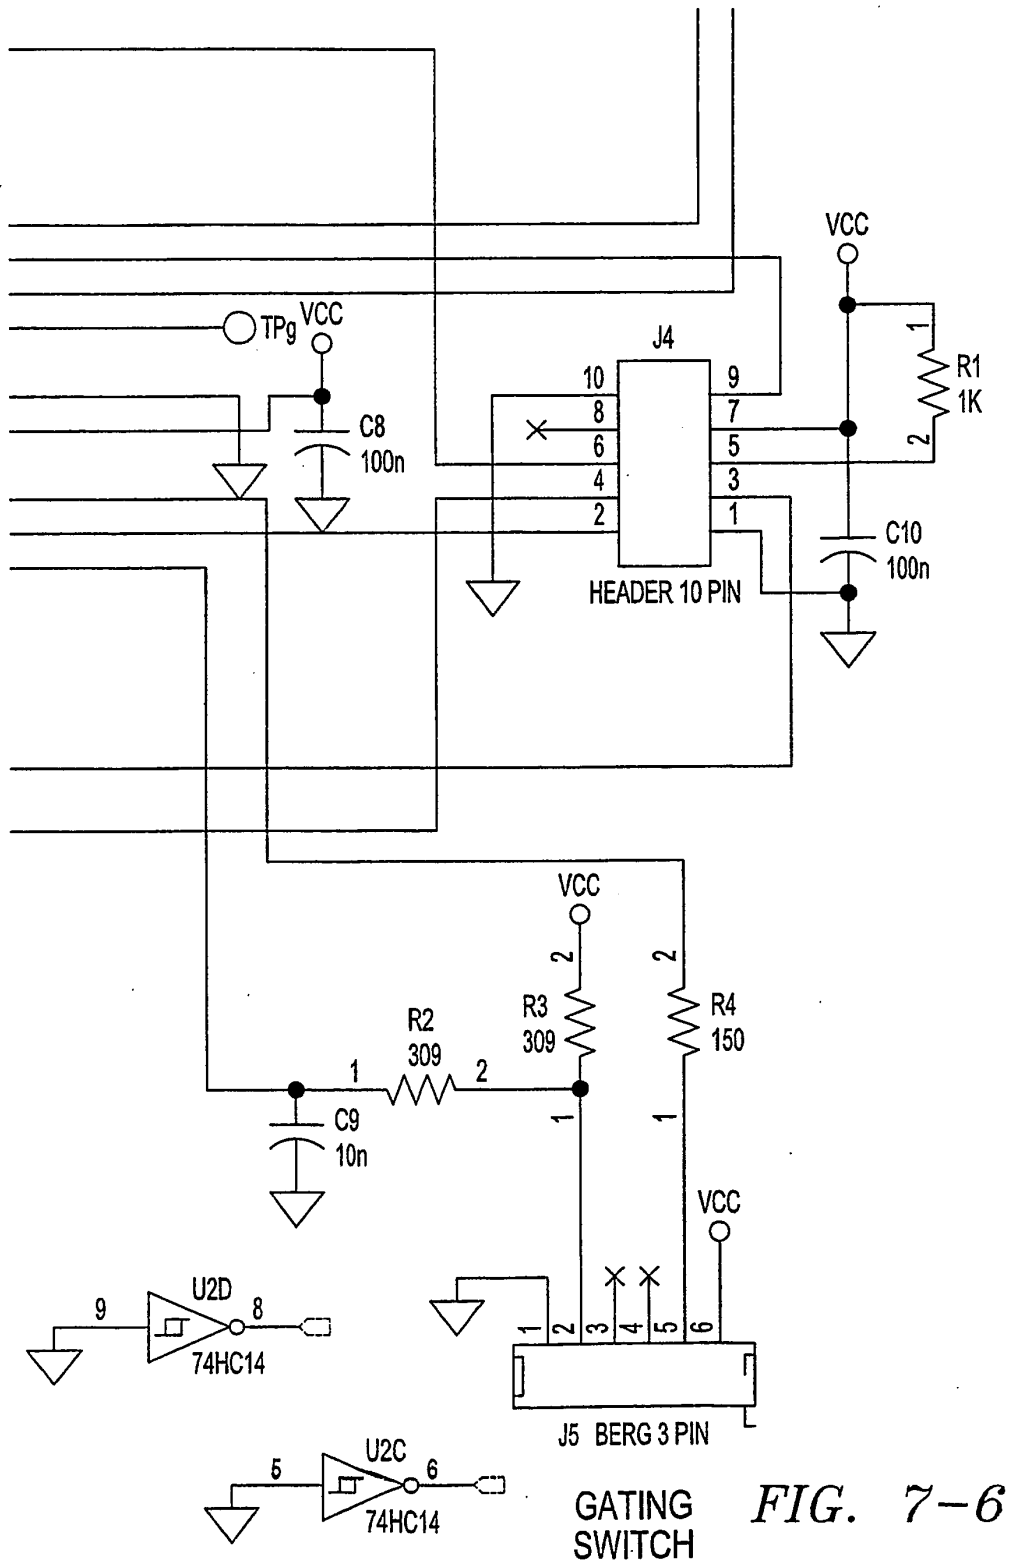 VCC
TPg VCC
J4
1
R1
1K
2
10
8
6
4
2
9
7
5
3
1
C8
100n
C10
100n
HEADER 10 PIN
VCC
2
2
R3
309
R4
150
R2
309
1
2
1
1
C9
10n
VCC
1
2
3
4
5
6
J5 BERG 3 PIN
U2D
9
8
74HC14
U2C
5
6
74HC14
GATING
SWITCH
FIG. 7-6